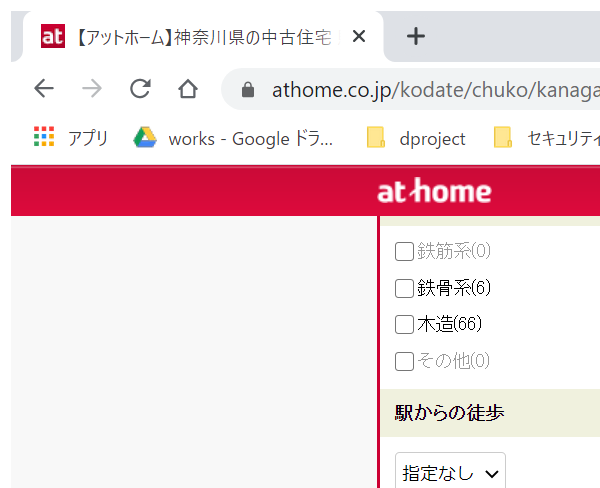 at 【アットホーム】神奈川県の中古住宅
athome.co.jp/kodate/chuko/kanaga
アプリ works - Google ドラ... dproject セキュリティ
at home
鉄筋系(0)
鉄骨系(6)
木造(66)
その他(0)
駅からの徒歩
指定なし